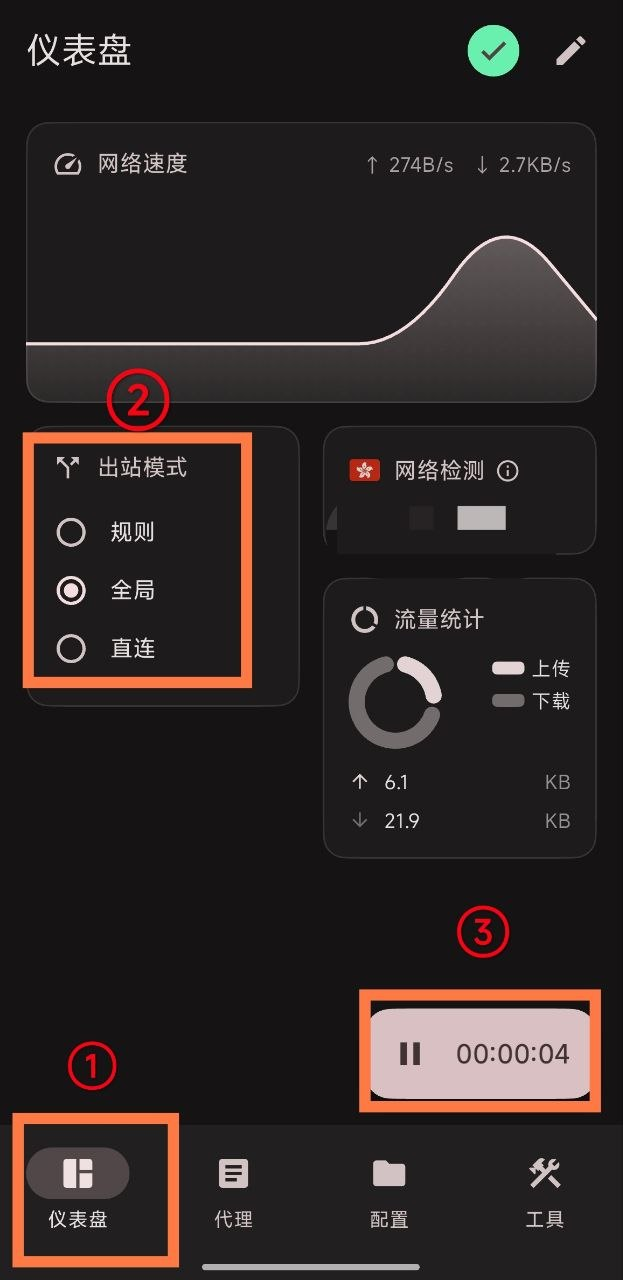 仪表盘
网络速度 ↑ 274B/s ↓ 2.7KB/s
②
出站模式
规则
全局
直连
网络检测
流量统计
上传
下载
↑ 6.1 KB
↓ 21.9 KB
③
00:00:04
①
仪表盘 代理 配置 工具